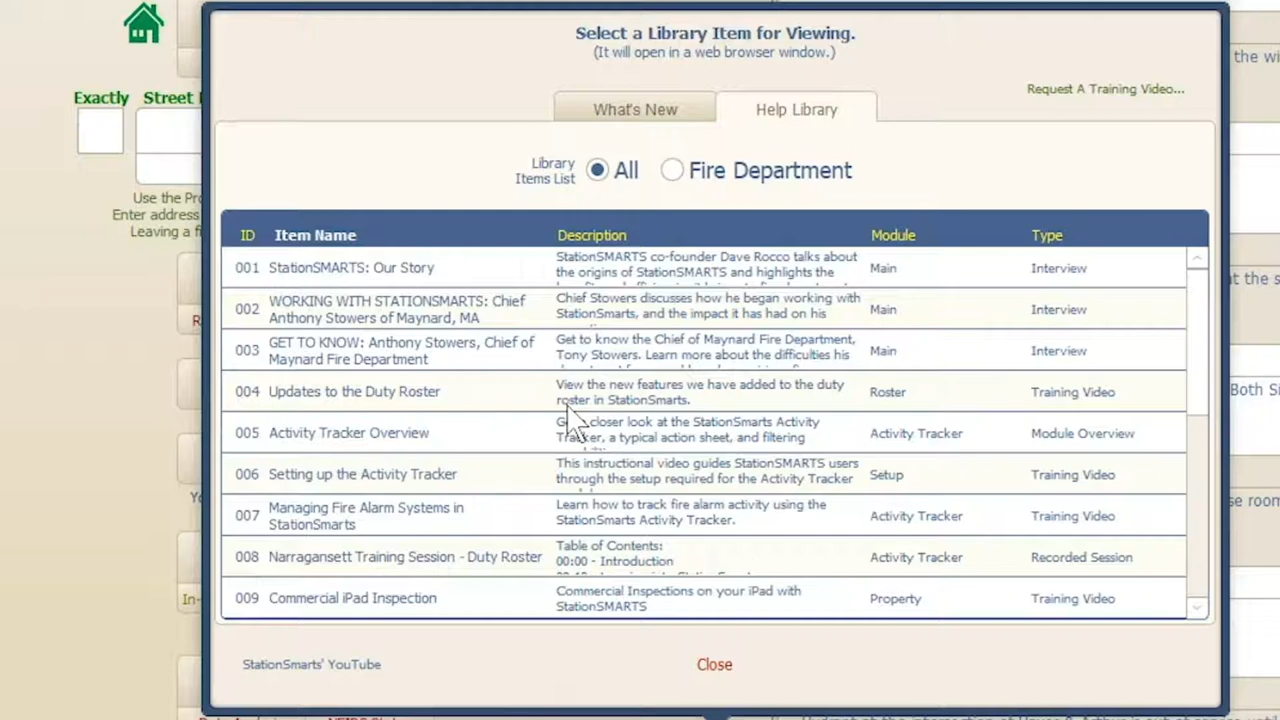 Select a Library Item for Viewing.
(It will open in a web browser window.)
Request A Training Video...
What's New
Help Library
Library
Items List
All
Fire Department
ID Item Name Description Module Type
001 StationSMARTS: Our Story
StationSMARTS co-founder Dave Rocco talks about
the origins of StationSMARTS and highlights the
Main
Interview
002 WORKING WITH STATIONSMARTS: Chief
Anthony Stowers of Maynard, MA
Chief Stowers discusses how he began working with
StationSmarts, and the impact it has had on his
Main
Interview
003 GET TO KNOW: Anthony Stowers, Chief of
Maynard Fire Department
Get to know the Chief of Maynard Fire Department,
Tony Stowers. Learn more about the difficulties his
Main
Interview
004 Updates to the Duty Roster
View the new features we have added to the duty
roster in StationSmarts.
Roster
Training Video
005 Activity Tracker Overview
closer look at the StationSmarts Activity
Tracker, a typical action sheet, and filtering
Activity Tracker
Module Overview
006 Setting up the Activity Tracker
This instructional video guides StationSMARTS users
through the setup required for the Activity Tracker
Setup
Training Video
007 Managing Fire Alarm Systems in
StationSmarts
Learn how to track fire alarm activity using the
StationSmarts Activity Tracker.
Activity Tracker
Training Video
008 Narragansett Training Session - Duty Roster
Table of Contents:
00:00 - Introduction
Activity Tracker
Recorded Session
009 Commercial iPad Inspection
Commercial Inspections on your iPad with
StationSMARTS
Property
Training Video
StationSmarts' YouTube
Close
Exactly Street
Use the
Enter address
Leaving a
In-
the
at the
Both
room